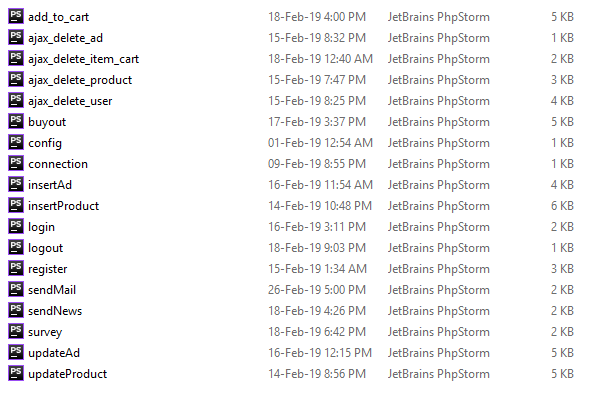 PS add_to_cart 18-Feb-19 4:00 PM JetBrains PhpStorm 5 KB
PS ajax_delete_ad 15-Feb-19 8:32 PM JetBrains PhpStorm 1 KB
PS ajax_delete_item_cart 18-Feb-19 12:40 AM JetBrains PhpStorm 2 KB
PS ajax_delete_product 15-Feb-19 7:47 PM JetBrains PhpStorm 3 KB
PS ajax_delete_user 15-Feb-19 8:25 PM JetBrains PhpStorm 4 KB
PS buyout 17-Feb-19 3:37 PM JetBrains PhpStorm 5 KB
PS config 01-Feb-19 12:54 AM JetBrains PhpStorm 1 KB
PS connection 09-Feb-19 8:55 PM JetBrains PhpStorm 1 KB
PS insertAd 16-Feb-19 11:54 AM JetBrains PhpStorm 4 KB
PS insertProduct 14-Feb-19 10:48 PM JetBrains PhpStorm 6 KB
PS login 16-Feb-19 3:11 PM JetBrains PhpStorm 2 KB
PS logout 18-Feb-19 9:03 PM JetBrains PhpStorm 1 KB
PS register 15-Feb-19 1:34 AM JetBrains PhpStorm 3 KB
PS sendMail 26-Feb-19 5:00 PM JetBrains PhpStorm 2 KB
PS sendNews 18-Feb-19 4:26 PM JetBrains PhpStorm 2 KB
PS survey 18-Feb-19 6:42 PM JetBrains PhpStorm 2 KB
PS updateAd 16-Feb-19 12:15 PM JetBrains PhpStorm 5 KB
PS updateProduct 14-Feb-19 8:56 PM JetBrains PhpStorm 5 KB